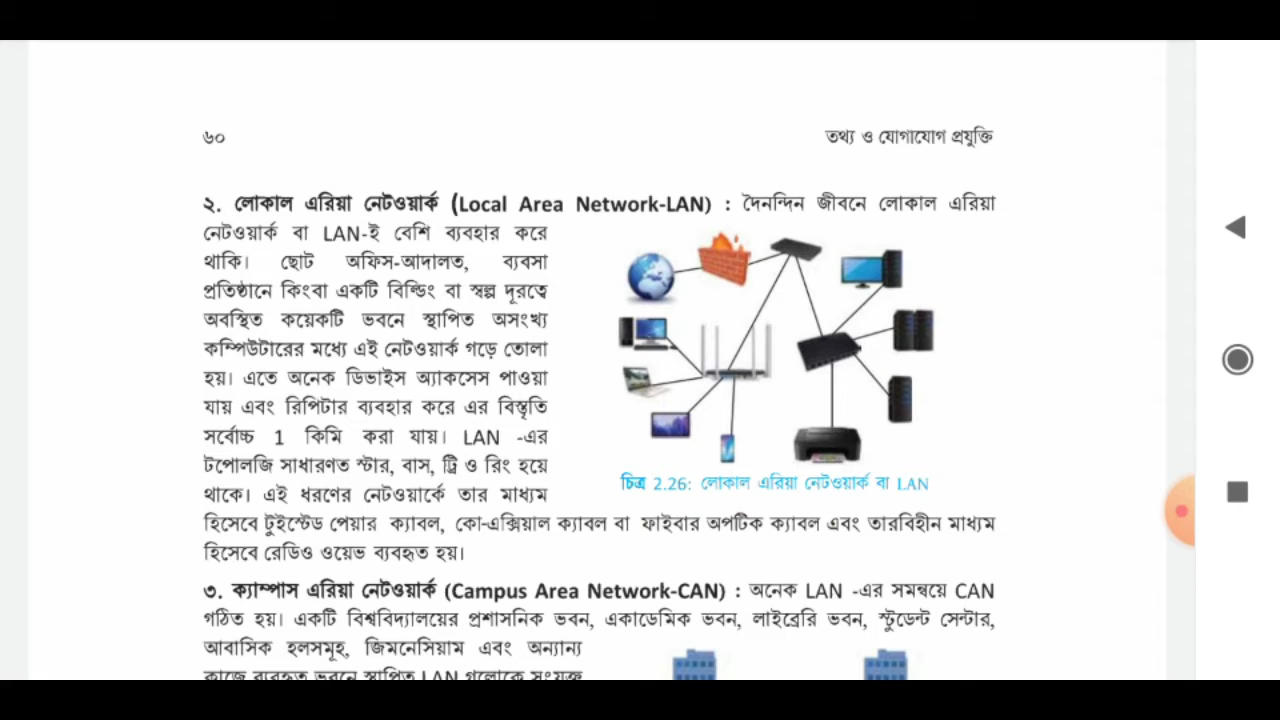 ৬০
তথ্য ও যোগাযোগ প্রযুক্তি
২. লোকাল এরিয়া নেটওয়ার্ক (Local Area Network-LAN) : দৈনন্দিন জীবনে লোকাল এরিয়া
নেটওয়ার্ক বা LAN-ই বেশি ব্যবহার করে
থাকি। ছোট অফিস-আদালত, ব্যবসা
প্রতিষ্ঠানে কিংবা একটি বিল্ডিং বা স্বল্প দূরত্বে
অবস্থিত কয়েকটি ভবনে স্থাপিত অসংখ্য
কম্পিউটারের মধ্যে এই নেটওয়ার্ক গড়ে তোলা
হয়। এতে অনেক ডিভাইস অ্যাকসেস পাওয়া
যায় এবং রিপিটার ব্যবহার করে এর বিস্তৃতি
সর্বোচ্চ 1 কিমি করা যায়। LAN -এর
টপোলজি সাধারণত স্টার, বাস, ট্রি ও রিং হয়ে
থাকে। এই ধরণের নেটওয়ার্কে তার মাধ্যম
হিসেবে টুইস্টেড পেয়ার ক্যাবল, কো-এক্সিয়াল ক্যাবল বা ফাইবার অপটিক ক্যাবল এবং তারবিহীন মাধ্যম
হিসেবে রেডিও ওয়েভ ব্যবহৃত হয়।
চিত্র 2.26: লোকাল এরিয়া নেটওয়ার্ক বা LAN
৩. ক্যাম্পাস এরিয়া নেটওয়ার্ক (Campus Area Network-CAN) : অনেক LAN -এর সমন্বয়ে CAN
গঠিত হয়। একটি বিশ্ববিদ্যালয়ের প্রশাসনিক ভবন, একাডেমিক ভবন, লাইব্রেরি ভবন, স্টুডেন্ট সেন্টার,
আবাসিক হলসমূহ, জিমনেসিয়াম এবং অন্যান্য
কাজে ব্যবহৃত ভবনে স্থাপিত LAN গুলোকে সংযুক্ত